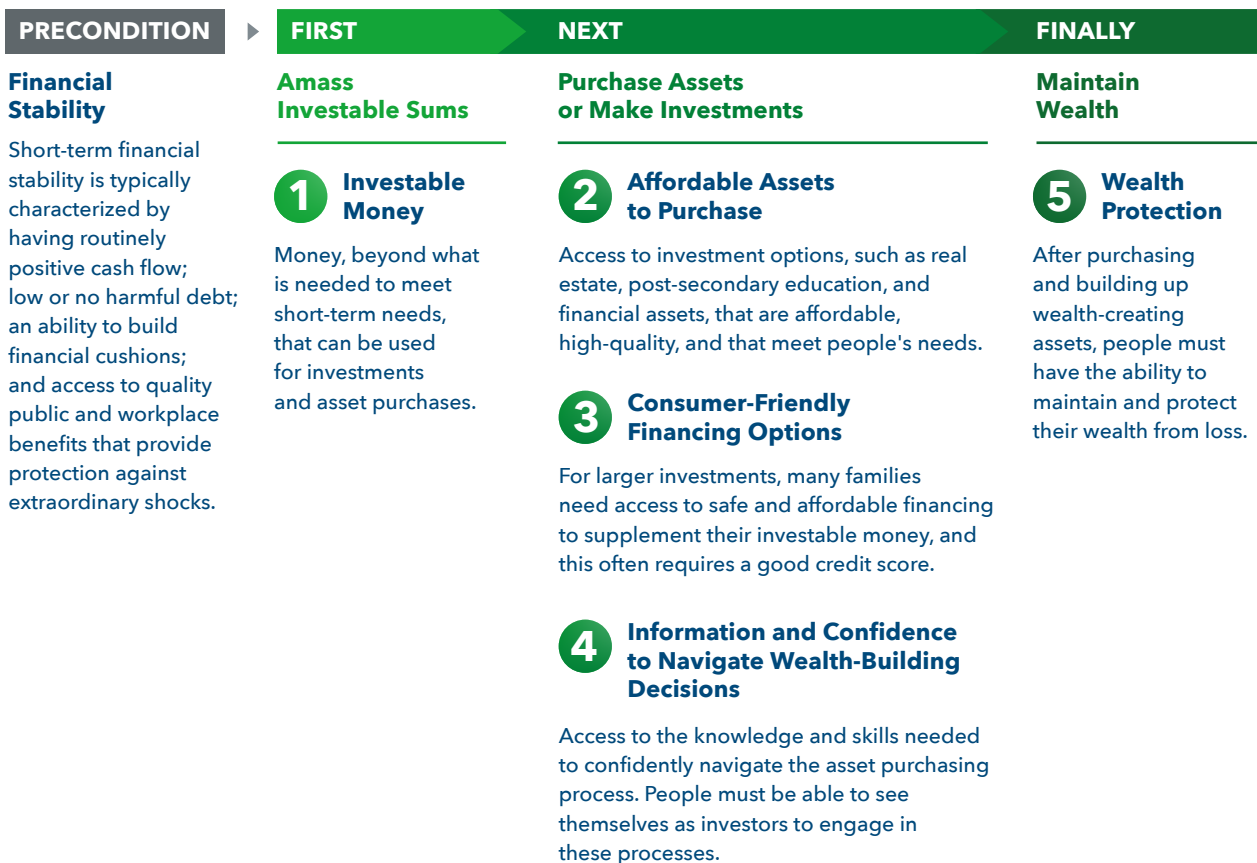 PRECONDITION
Financial
Stability
Short-term financial
stability is typically
characterized by
having routinely
positive cash flow;
low or no harmful debt;
an ability to build
financial cushions;
and access to quality
public and workplace
benefits that provide
protection against
extraordinary shocks.
FIRST
Amass
Investable Sums
1
Investable
Money
Money, beyond what
is needed to meet
short-term needs,
that can be used
for investments
and asset purchases.
NEXT
Purchase Assets
or Make Investments
2
Affordable Assets
to Purchase
Access to investment options, such as real
estate, post-secondary education, and
financial assets, that are affordable,
high-quality, and that meet people's needs.
3
Consumer-Friendly
Financing Options
For larger investments, many families
need access to safe and affordable financing
to supplement their investable money, and
this often requires a good credit score.
4
Information and Confidence
to Navigate Wealth-Building
Decisions
Access to the knowledge and skills needed
to confidently navigate the asset purchasing
process. People must be able to see
themselves as investors to engage in
these processes.
FINALLY
Maintain
Wealth
5
Wealth
Protection
After purchasing
and building up
wealth-creating
assets, people must
have the ability to
maintain and protect
their wealth from loss.